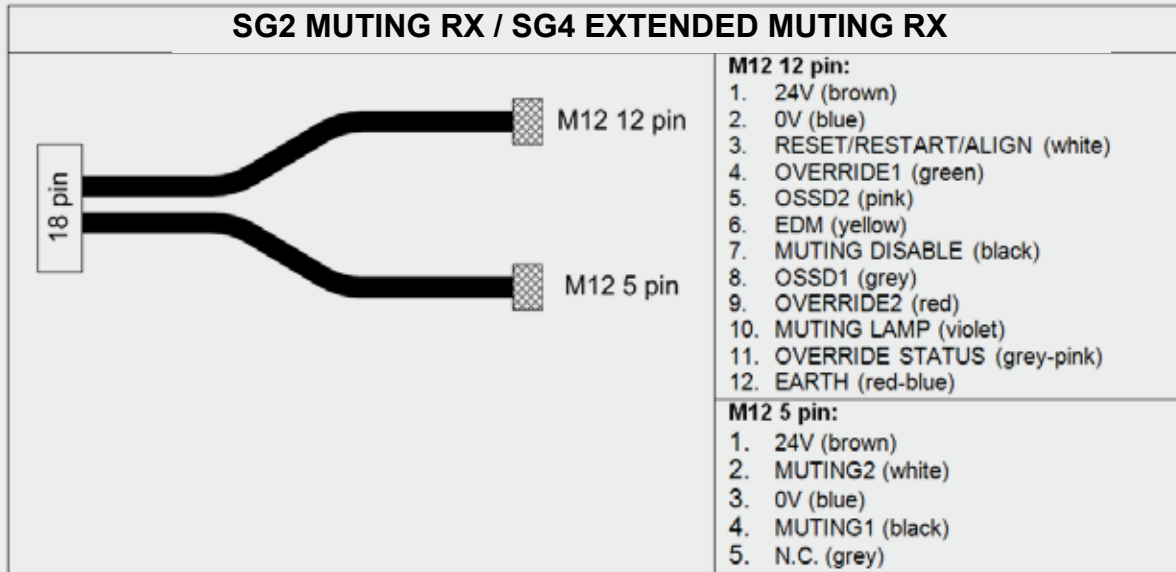 SG2 MUTING RX / SG4 EXTENDED MUTING RX
18 pin
M12 12 pin
M12 5 pin
M12 12 pin:
1. 24V (brown)
2. 0V (blue)
3. RESET/RESTART/ALIGN (white)
4. OVERRIDE1 (green)
5. OSSD2 (pink)
6. EDM (yellow)
7. MUTING DISABLE (black)
8. OSSD1 (grey)
9. OVERRIDE2 (red)
10. MUTING LAMP (violet)
11. OVERRIDE STATUS (grey-pink)
12. EARTH (red-blue)
M12 5 pin:
1. 24V (brown)
2. MUTING2 (white)
3. 0V (blue)
4. MUTING1 (black)
5. N.C. (grey)